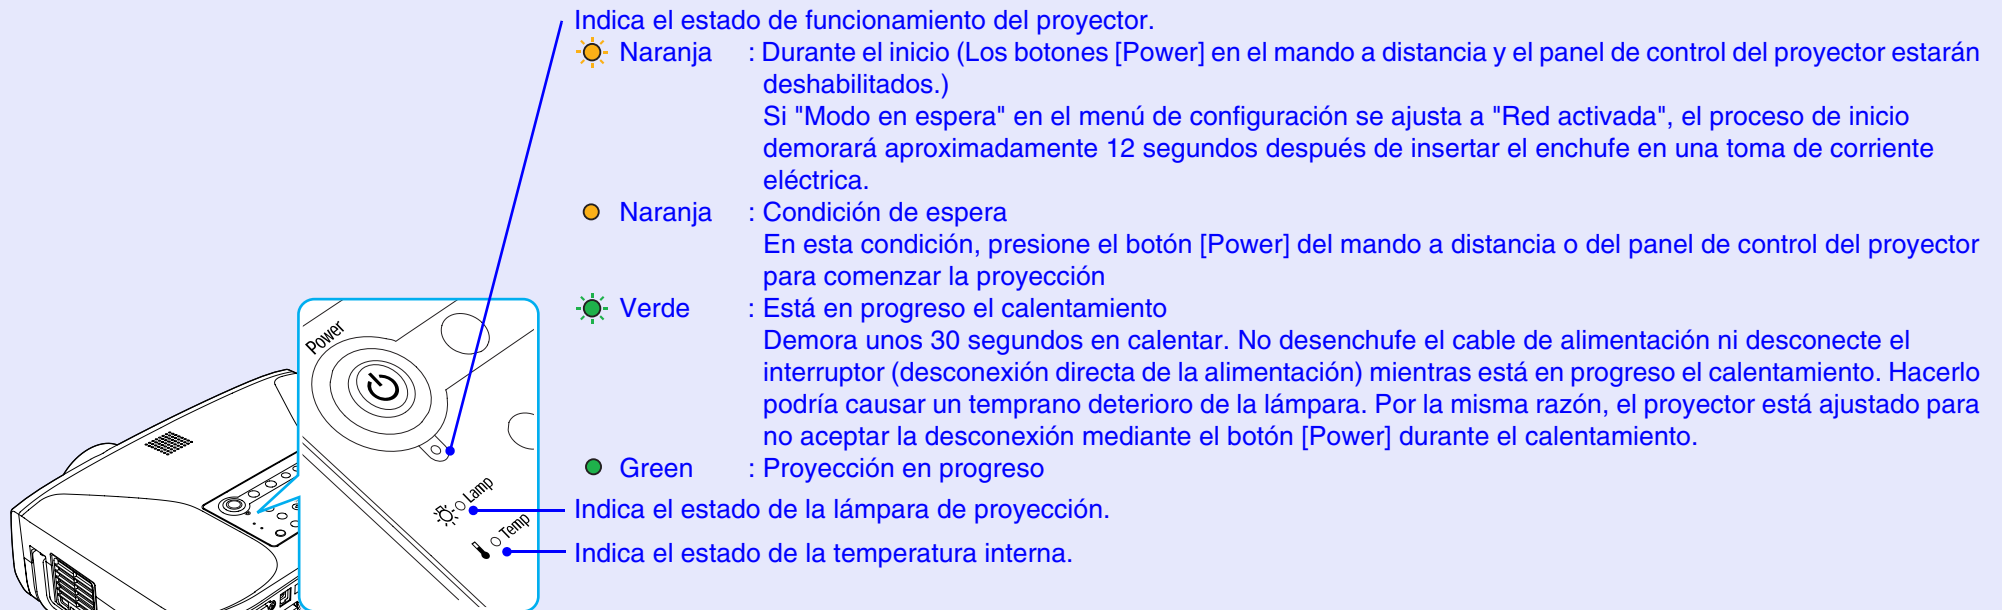 Indica el estado de funcionamiento del proyector.
Naranja : Durante el inicio (Los botones [Power] en el mando a distancia y el panel de control del proyector estarán
deshabilitados.)
Si "Modo en espera" en el menú de configuración se ajusta a "Red activada", el proceso de inicio
demorará aproximadamente 12 segundos después de insertar el enchufe en una toma de corriente
eléctrica.
Naranja : Condición de espera
En esta condición, presione el botón [Power] del mando a distancia o del panel de control del proyector
para comenzar la proyección
Verde : Está en progreso el calentamiento
Demora unos 30 segundos en calentar. No desenchufe el cable de alimentación ni desconecte el
interruptor (desconexión directa de la alimentación) mientras está en progreso el calentamiento. Hacerlo
podría causar un temprano deterioro de la lámpara. Por la misma razón, el proyector está ajustado para
no aceptar la desconexión mediante el botón [Power] durante el calentamiento.
Green : Proyección en progreso
Indica el estado de la lámpara de proyección.
Indica el estado de la temperatura interna.
Power
Lamp
Temp